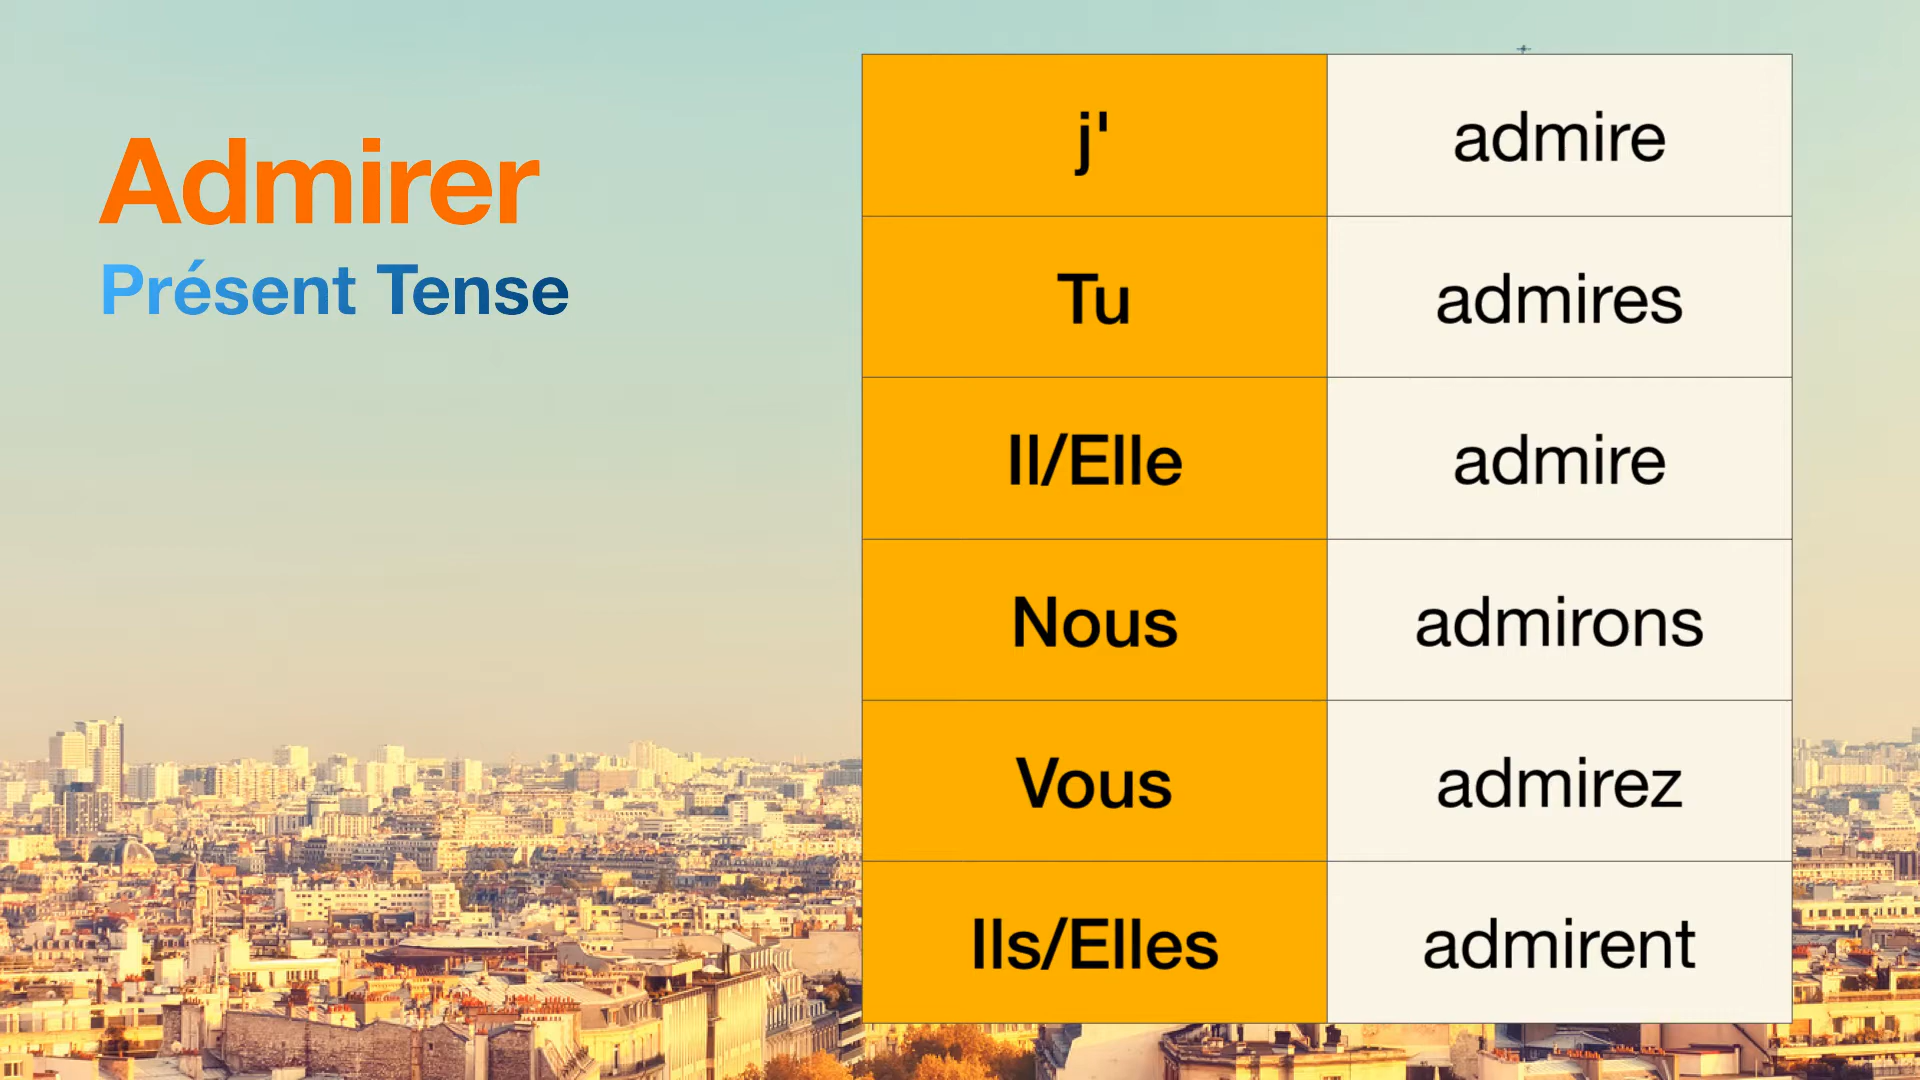 Admirer
Présent Tense
j' admire
Tu admires
Il/Elle admire
Nous admirons
Vous admirez
Ils/Elles admirent